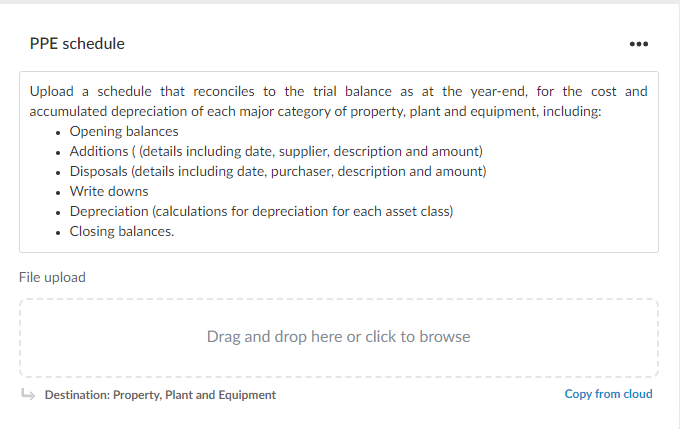 PPE schedule
Upload a schedule that reconciles to the trial balance as at the year-end, for the cost and
accumulated depreciation of each major category of property, plant and equipment, including:
• Opening balances
• Additions ( (details including date, supplier, description and amount)
• Disposals (details including date, purchaser, description and amount)
• Write downs
• Depreciation (calculations for depreciation for each asset class)
• Closing balances.
File upload
Drag and drop here or click to browse
Destination: Property, Plant and Equipment
Copy from cloud